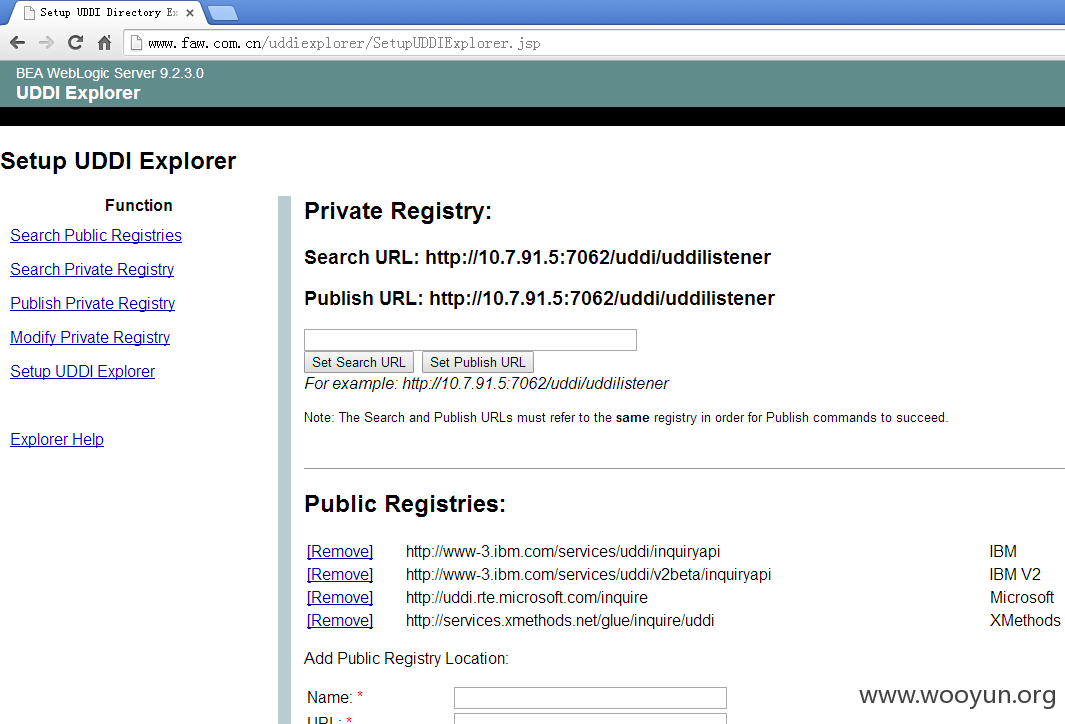 Setup UDDI Directory Ex
www.faw.com.cn/uddiexplorer/SetupUDDIExplorer.jsp
BEA WebLogic Server 9.2.3.0
UDDI Explorer
Setup UDDI Explorer
Function
Search Public Registries
Search Private Registry
Publish Private Registry
Modify Private Registry
Setup UDDI Explorer
Explorer Help
Private Registry:
Search URL: http://10.7.91.5:7062/uddi/uddilistener
Publish URL: http://10.7.91.5:7062/uddi/uddilistener
Set Search URL Set Publish URL
For example: http://10.7.91.5:7062/uddi/uddilistener
Note: The Search and Publish URLs must refer to the same registry in order for Publish commands to succeed.
Public Registries:
[Remove] http://www-3.ibm.com/services/uddi/inquiryapi IBM
[Remove] http://www-3.ibm.com/services/uddi/v2beta/inquiryapi IBM V2
[Remove] http://uddi.rte.microsoft.com/inquire Microsoft
[Remove] http://services.xmethods.net/glue/inquire/uddi XMethods
Add Public Registry Location:
Name: *
URL: *
www.wooyun.org